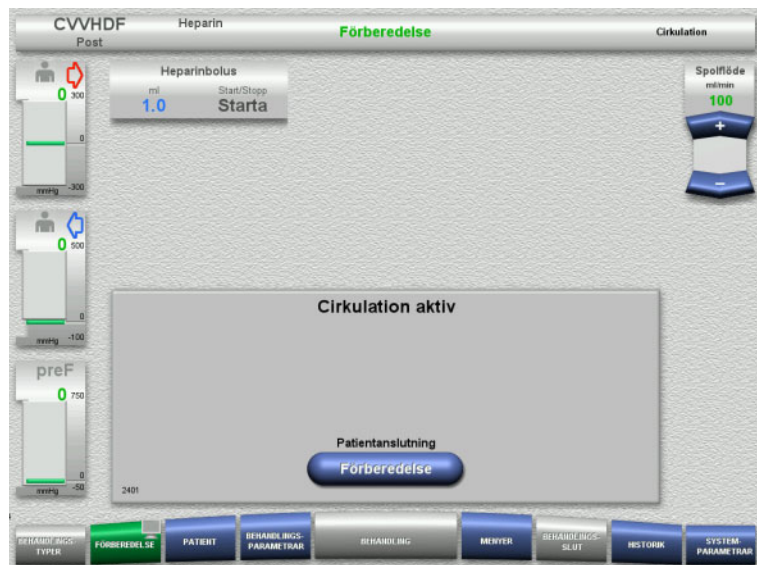 CVVHDF
Post
Heparin
Förberedelse
Cirkulation
0
300
0
-300
mmHg
Heparinbolus
ml
1.0
Start/Stopp
Starta
Spolflöde
ml/min
100
+
−
0
500
0
-100
mmHg
preF
0
750
0
-50
mmHg
Cirkulation aktiv
Patientanslutning
Förberedelse
2401
BEHANDLINGS-
TYPER
FÖRBEREDELSE
PATIENT
BEHANDLINGS-
PARAMETRAR
BEHANDLING
MENYER
BEHANDLINGS-
SLUT
HISTORIK
SYSTEM-
PARAMETRAR